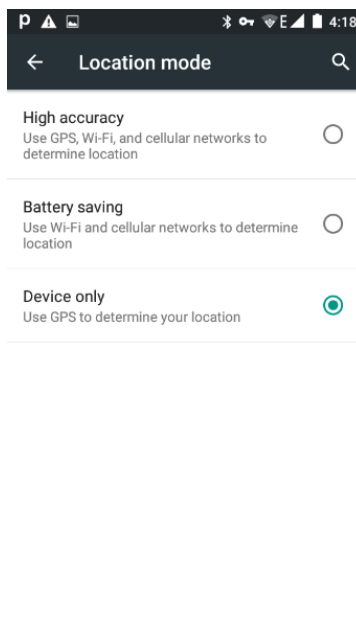 E 4:18
Location mode
High accuracy
Use GPS, Wi-Fi, and cellular networks to
determine location
Battery saving
Use Wi-Fi and cellular networks to determine
location
Device only
Use GPS to determine your location